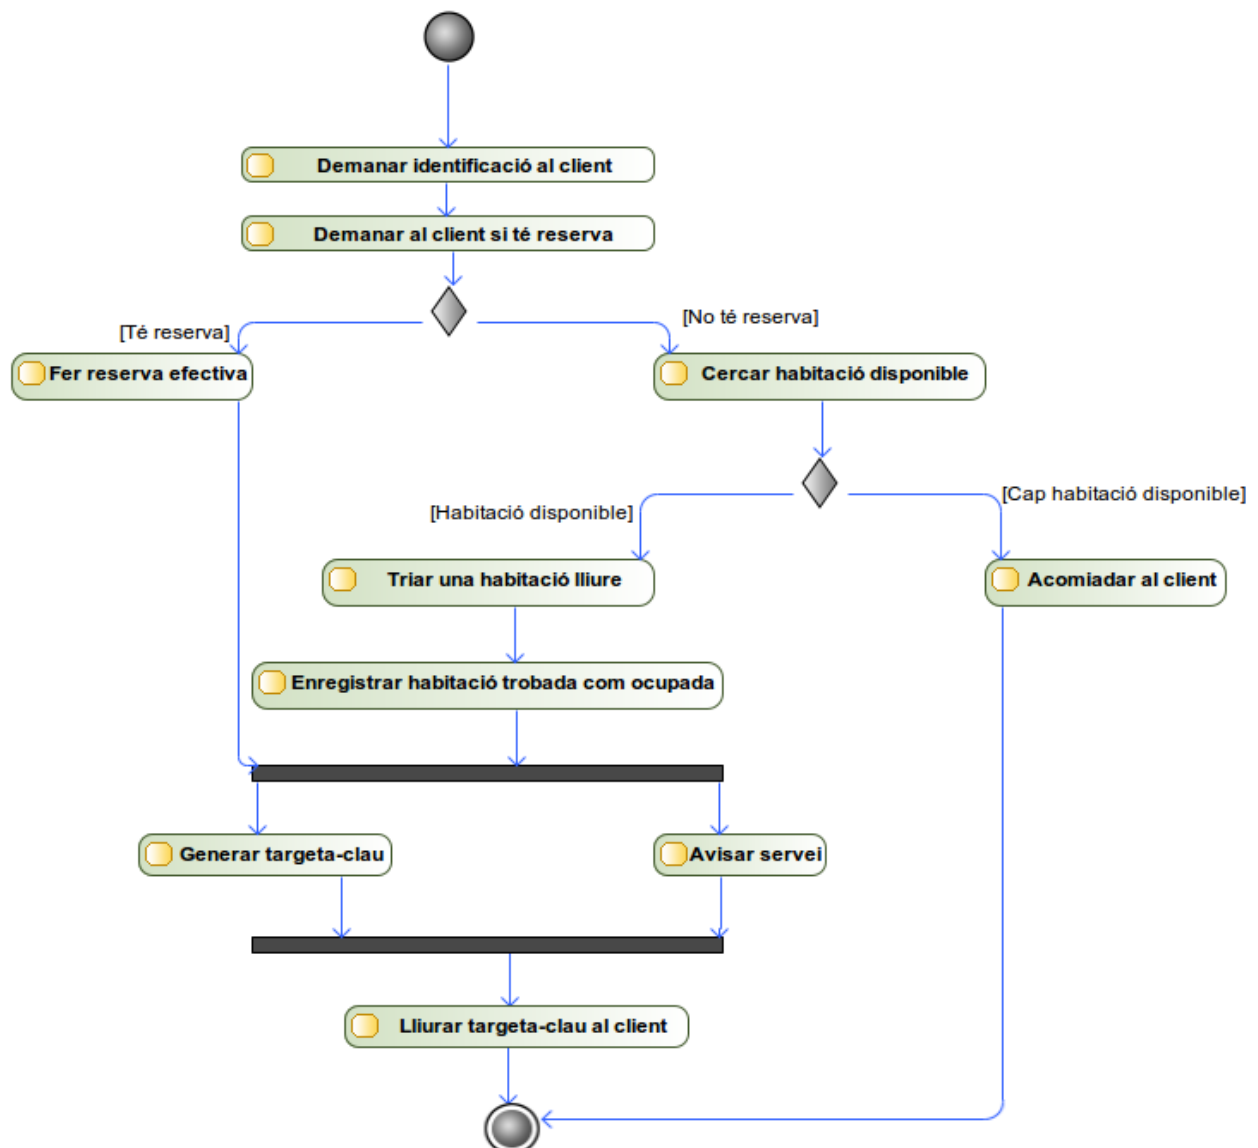 Demanar identificació al client
Demanar al client si té reserva
[Té reserva]
[No té reserva]
Fer reserva efectiva
Cercar habitació disponible
[Habitació disponible]
[Cap habitació disponible]
Triar una habitació lliure
Acomiadar al client
Enregistrar habitació trobada com ocupada
Generar targeta-clau
Avisar servei
Lliurar targeta-clau al client